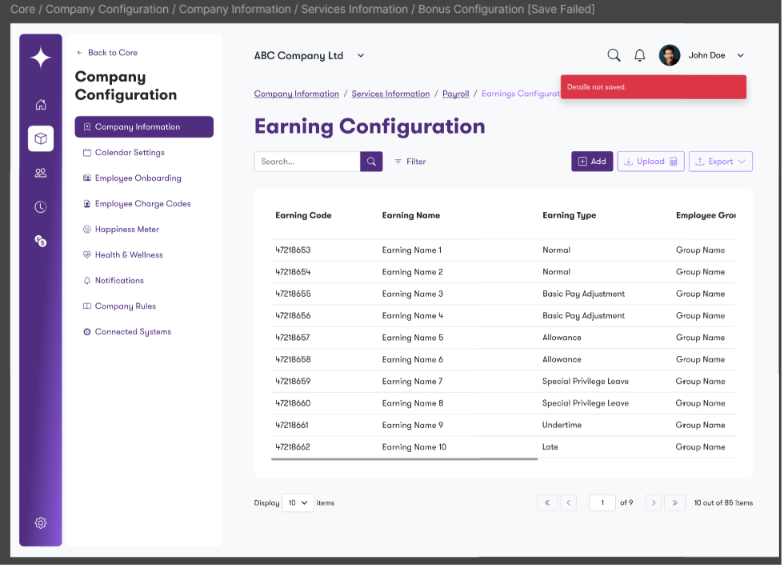 Core / Company Configuration / Company Information / Services Information / Bonus Configuration [Save Failed]
← Back to Core
Company
Configuration
Company Information
Calendar Settings
Employee Onboarding
Employee Charge Codes
Happiness Meter
Health & Wellness
Notifications
Company Rules
Connected Systems
ABC Company Ltd
John Doe
Details not saved.
Company Information / Services Information / Payroll / Earnings Configurat
Earning Configuration
Search...
Filter
Add
Upload
Export
Earning Code Earning Name Earning Type Employee Grou
47218653 Earning Name 1 Normal Group Name
47218654 Earning Name 2 Normal Group Name
47218655 Earning Name 3 Basic Pay Adjustment Group Name
47218656 Earning Name 4 Basic Pay Adjustment Group Name
47218657 Earning Name 5 Allowance Group Name
47218658 Earning Name 6 Allowance Group Name
47218659 Earning Name 7 Special Privilege Leave Group Name
47218660 Earning Name 8 Special Privilege Leave Group Name
47218661 Earning Name 9 Undertime Group Name
47218662 Earning Name 10 Late Group Name
Display 10 items
« < 1 of 9 > » 10 out of 85 Items